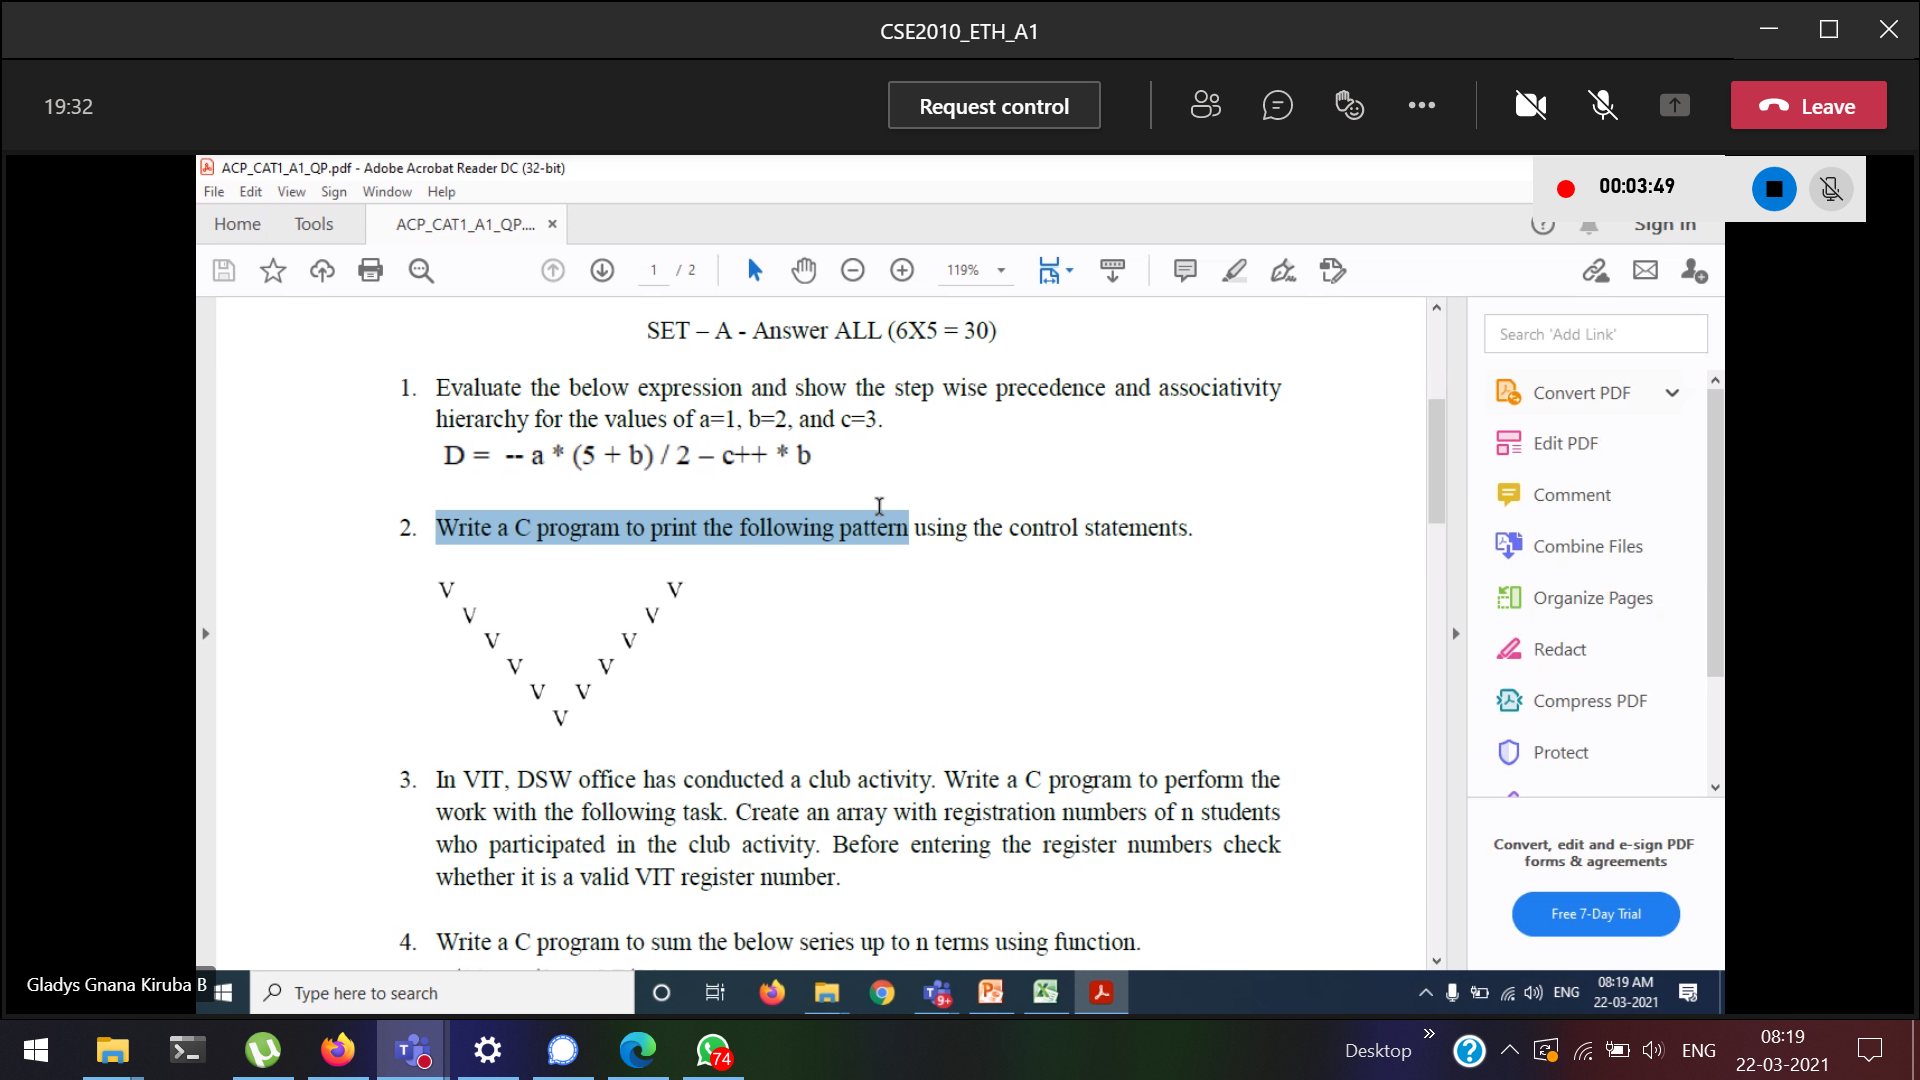 CSE2010_ETH_A1
19:32
Request control
Leave
ACP_CAT1_A1_QP.pdf - Adobe Acrobat Reader DC (32-bit)
00:03:49
File Edit View Sign Window Help
Home Tools ACP_CAT1_A1_QP.... × Sign In
1 / 2 119%
SET – A - Answer ALL (6X5 = 30)
1. Evaluate the below expression and show the step wise precedence and associativity
hierarchy for the values of a=1, b=2, and c=3.
D = -- a * (5 + b) / 2 – c++ * b
2. Write a C program to print the following pattern using the control statements.
V V
V V
V V
V V
V V
V
3. In VIT, DSW office has conducted a club activity. Write a C program to perform the
work with the following task. Create an array with registration numbers of n students
who participated in the club activity. Before entering the register numbers check
whether it is a valid VIT register number.
4. Write a C program to sum the below series up to n terms using function.
Search 'Add Link'
Convert PDF
Edit PDF
Comment
Combine Files
Organize Pages
Redact
Compress PDF
Protect
Convert, edit and e-sign PDF
forms & agreements
Free 7-Day Trial
Gladys Gnana Kiruba B
Type here to search
9+
ENG
08:19 AM
22-03-2021
74
Desktop
ENG
08:19
22-03-2021